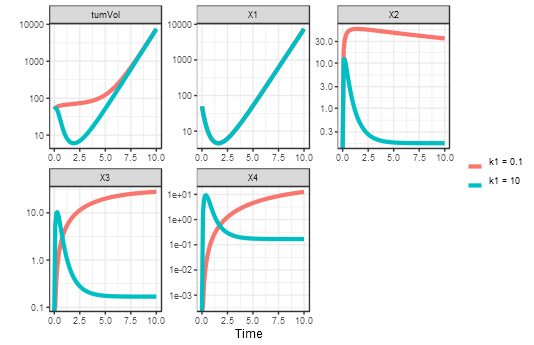 tumVol X1 X2
10000 10000
1000 1000 30.0
10.0
100 100 3.0
1.0
10 10 0.3
0.0 2.5 5.0 7.5 10.0 0.0 2.5 5.0 7.5 10.0 0.0 2.5 5.0 7.5 10.0
k1 = 0.1
k1 = 10
X3 X4
10.0 1e+01
1e+00
1.0 1e-01
1e-02
0.1 1e-03
0.0 2.5 5.0 7.5 10.0 0.0 2.5 5.0 7.5 10.0
Time